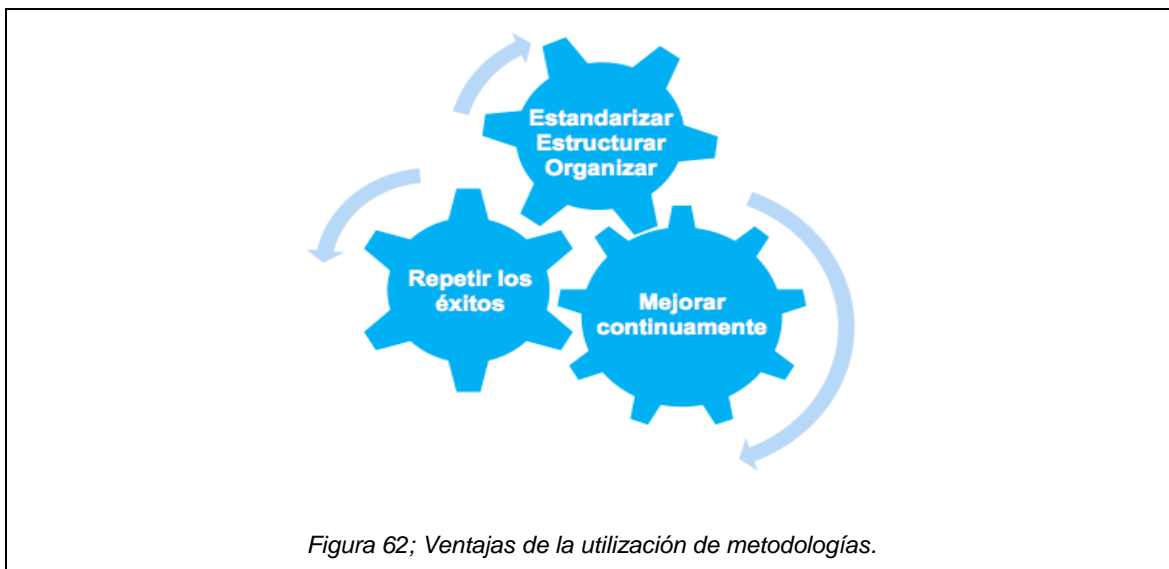 Estandarizar
Estructurar
Organizar
Repetir los
éxitos
Mejorar
continuamente
Figura 62; Ventajas de la utilización de metodologías.